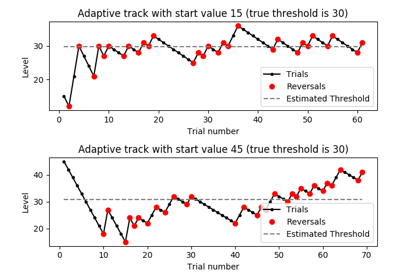 Adaptive track with start value 15 (true threshold is 30)
Level
30
20
Trials
Reversals
Estimated Threshold
0
10
20
30
40
50
60
Trial number
Adaptive track with start value 45 (true threshold is 30)
Level
40
30
20
Trials
Reversals
Estimated Threshold
0
10
20
30
40
50
60
70
Trial number